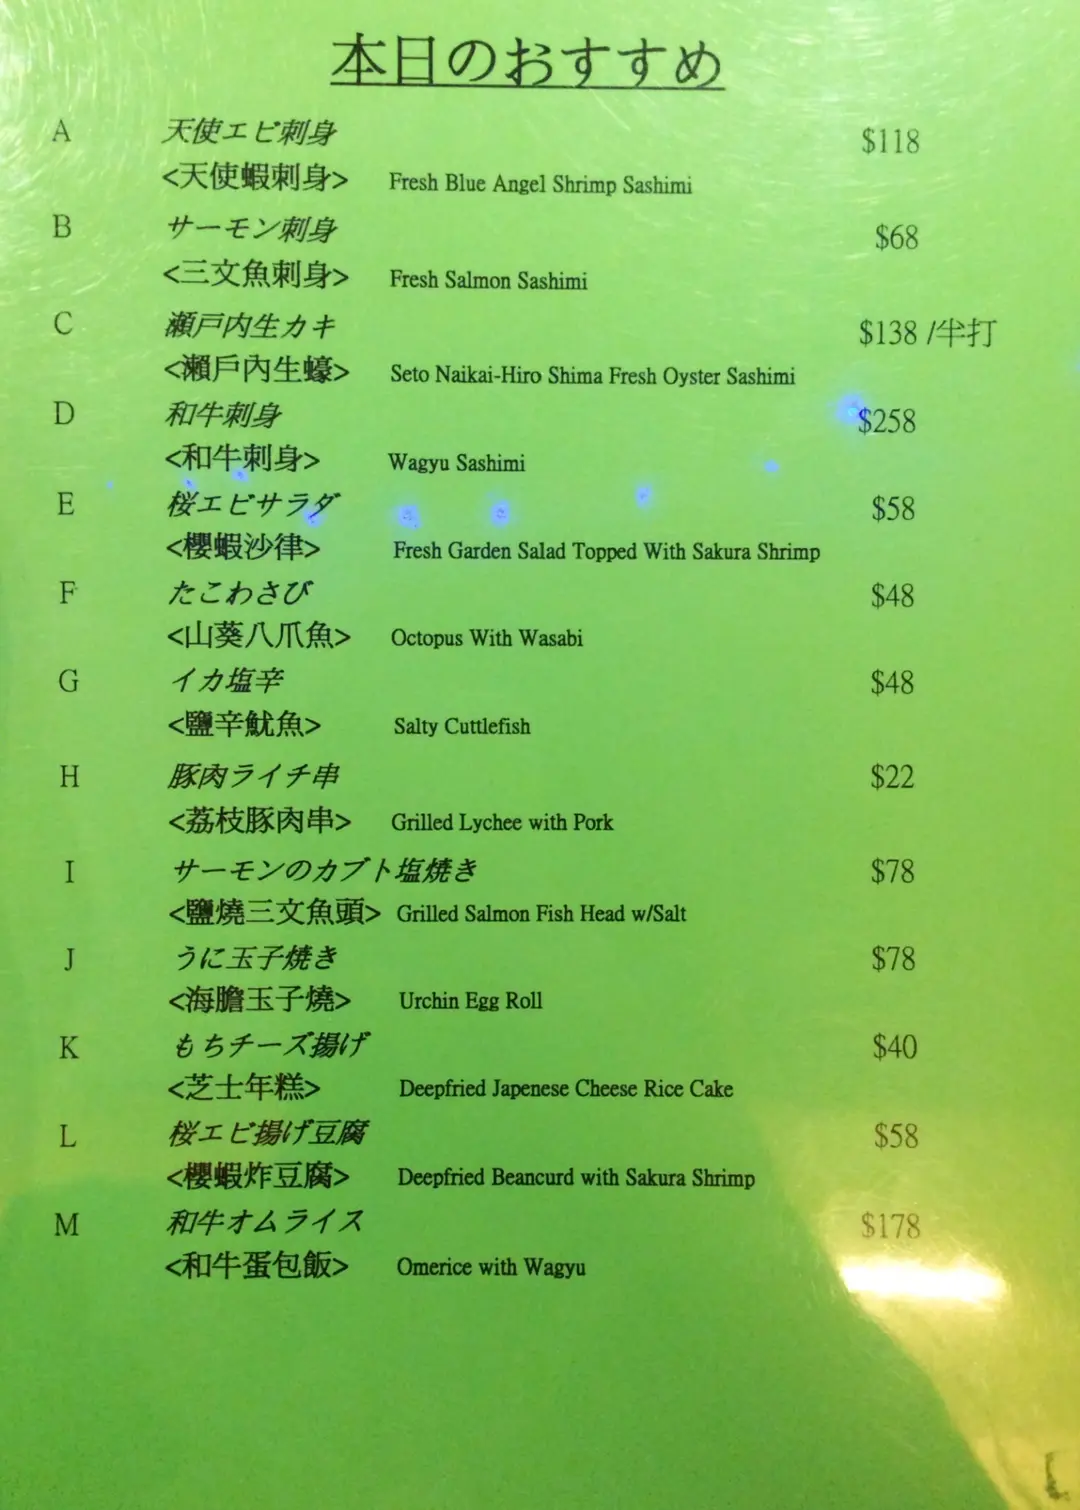 本日のおすすめ
A 天使エビ刺身 $118
<天使蝦刺身> Fresh Blue Angel Shrimp Sashimi
B サーモン刺身 $68
<三文魚刺身> Fresh Salmon Sashimi
C 瀬戸内生カキ $138 /半打
<瀨戶內生蠔> Seto Naikai-Hiro Shima Fresh Oyster Sashimi
D 和牛刺身 $258
<和牛刺身> Wagyu Sashimi
E 桜エビサラダ $58
<櫻蝦沙律> Fresh Garden Salad Topped With Sakura Shrimp
F たこわさび $48
<山葵八爪魚> Octopus With Wasabi
G イカ塩辛 $48
<鹽辛魷魚> Salty Cuttlefish
H 豚肉ライチ串 $22
<荔枝豚肉串> Grilled Lychee with Pork
I サーモンのカブト塩焼き $78
<鹽燒三文魚頭> Grilled Salmon Fish Head w/Salt
J うに玉子焼き $78
<海膽玉子燒> Urchin Egg Roll
K もちチーズ揚げ $40
<芝士年糕> Deepfried Japenese Cheese Rice Cake
L 桜エビ揚げ豆腐 $58
<櫻蝦炸豆腐> Deepfried Beancurd with Sakura Shrimp
M 和牛オムライス $178
<和牛蛋包飯> Omerice with Wagyu